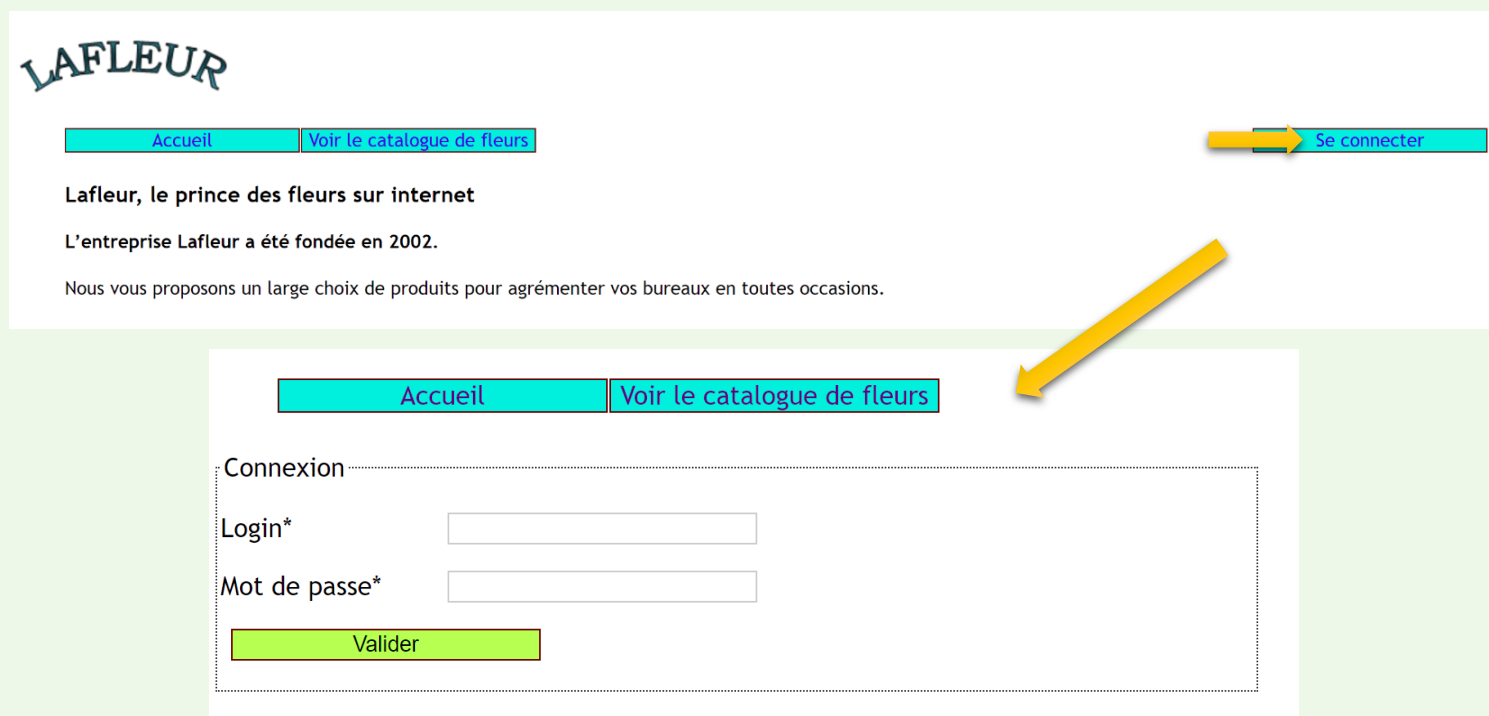 LAFLEUR
Accueil Voir le catalogue de fleurs Se connecter
Lafleur, le prince des fleurs sur internet
L’entreprise Lafleur a été fondée en 2002.
Nous vous proposons un large choix de produits pour agrémenter vos bureaux en toutes occasions.
Accueil Voir le catalogue de fleurs
Connexion
Login*
Mot de passe*
Valider